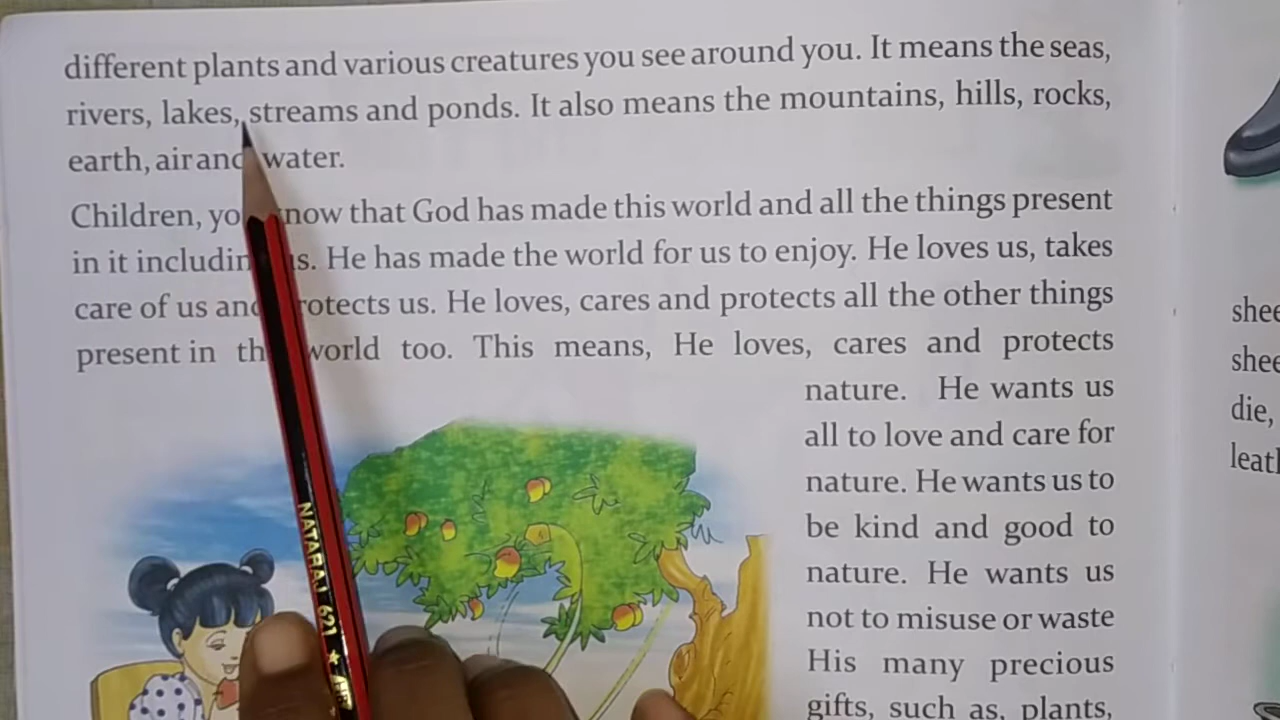 different plants and various creatures you see around you. It means the seas,
rivers, lakes, streams and ponds. It also means the mountains, hills, rocks,
earth, air and water.
Children, you know that God has made this world and all the things present
in it including us. He has made the world for us to enjoy. He loves us, takes
care of us and protects us. He loves, cares and protects all the other things
present in the world too. This means, He loves, cares and protects
nature. He wants us
all to love and care for
nature. He wants us to
be kind and good to
nature. He wants us
not to misuse or waste
His many precious
gifts, such as, plants,
NATARAJ 621
die,